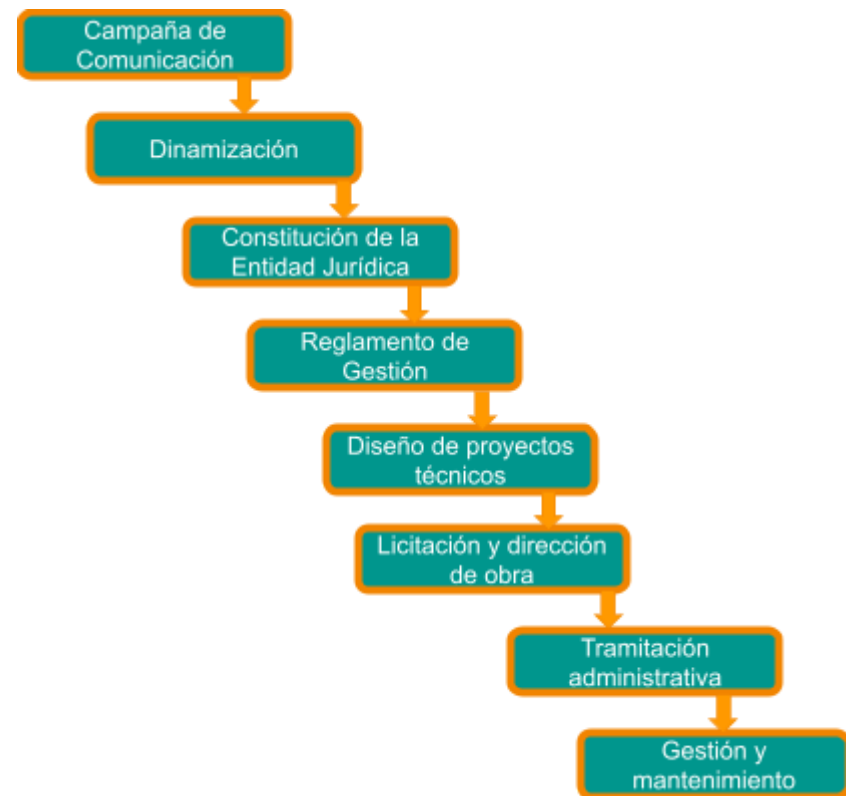 Campaña de
Comunicación
Dinamización
Constitución de la
Entidad Jurídica
Reglamento de
Gestión
Diseño de proyectos
técnicos
Licitación y dirección
de obra
Tramitación
administrativa
Gestión y
mantenimiento